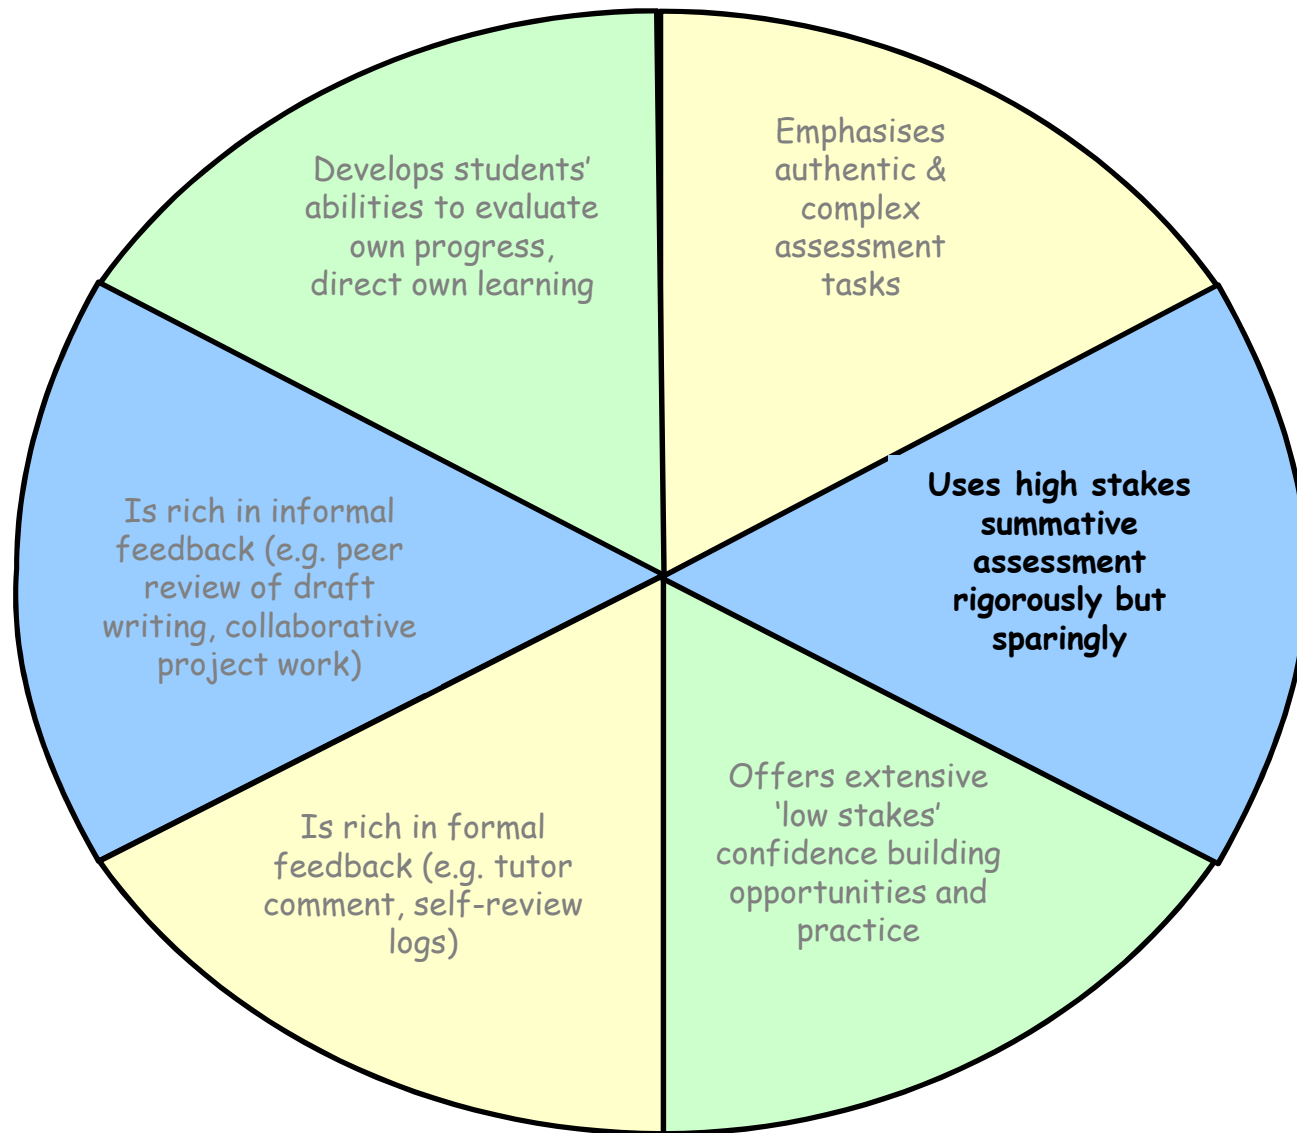 Emphasises
authentic &
complex
assessment
tasks
Uses high stakes
summative
assessment
rigorously but
sparingly
Offers extensive
‘low stakes’
confidence building
opportunities and
practice
Is rich in formal
feedback (e.g. tutor
comment, self-review
logs)
Is rich in informal
feedback (e.g. peer
review of draft
writing, collaborative
project work)
Develops students’
abilities to evaluate
own progress,
direct own learning